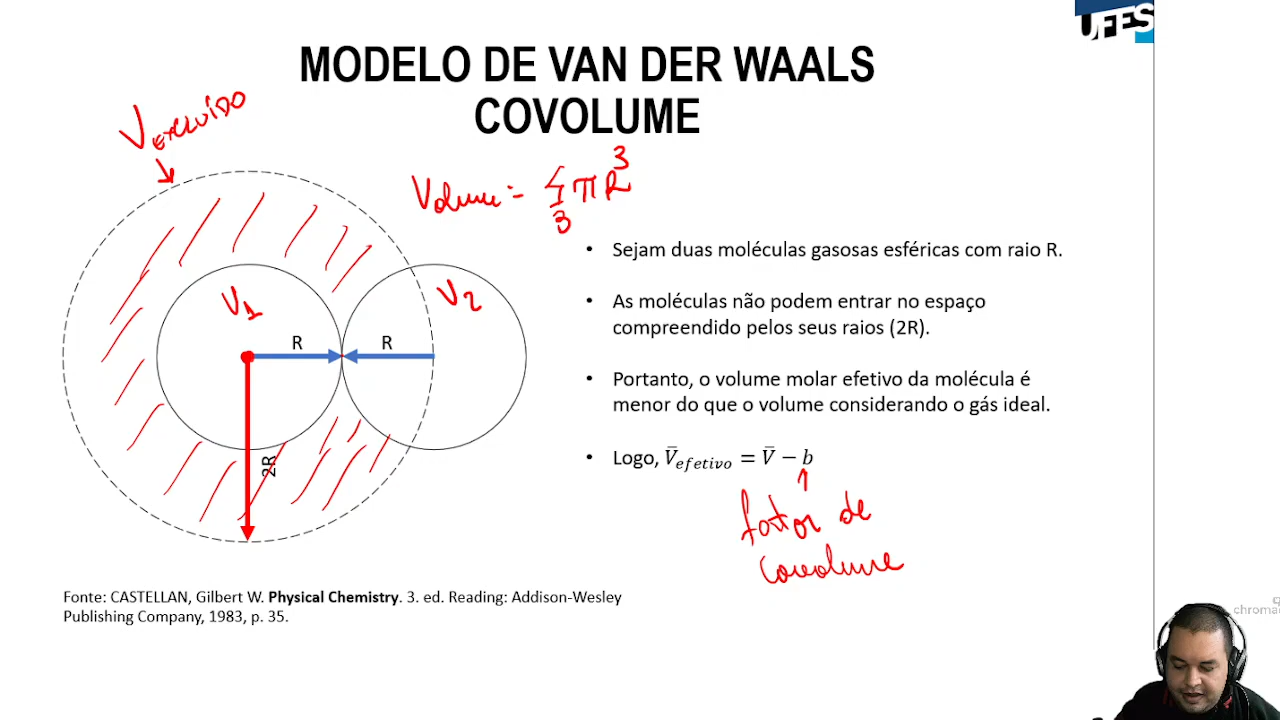 UFES
MODELO DE VAN DER WAALS
COVOLUME
Vexcluído
Volume = 4/3 πR³
• Sejam duas moléculas gasosas esféricas com raio R.
V1
V2
• As moléculas não podem entrar no espaço
compreendido pelos seus raios (2R).
R
R
• Portanto, o volume molar efetivo da molécula é
menor do que o volume considerando o gás ideal.
2R
• Logo, V̄efetivo = V̄ − b
fator de
covolume
Fonte: CASTELLAN, Gilbert W. Physical Chemistry. 3. ed. Reading: Addison-Wesley
Publishing Company, 1983, p. 35.